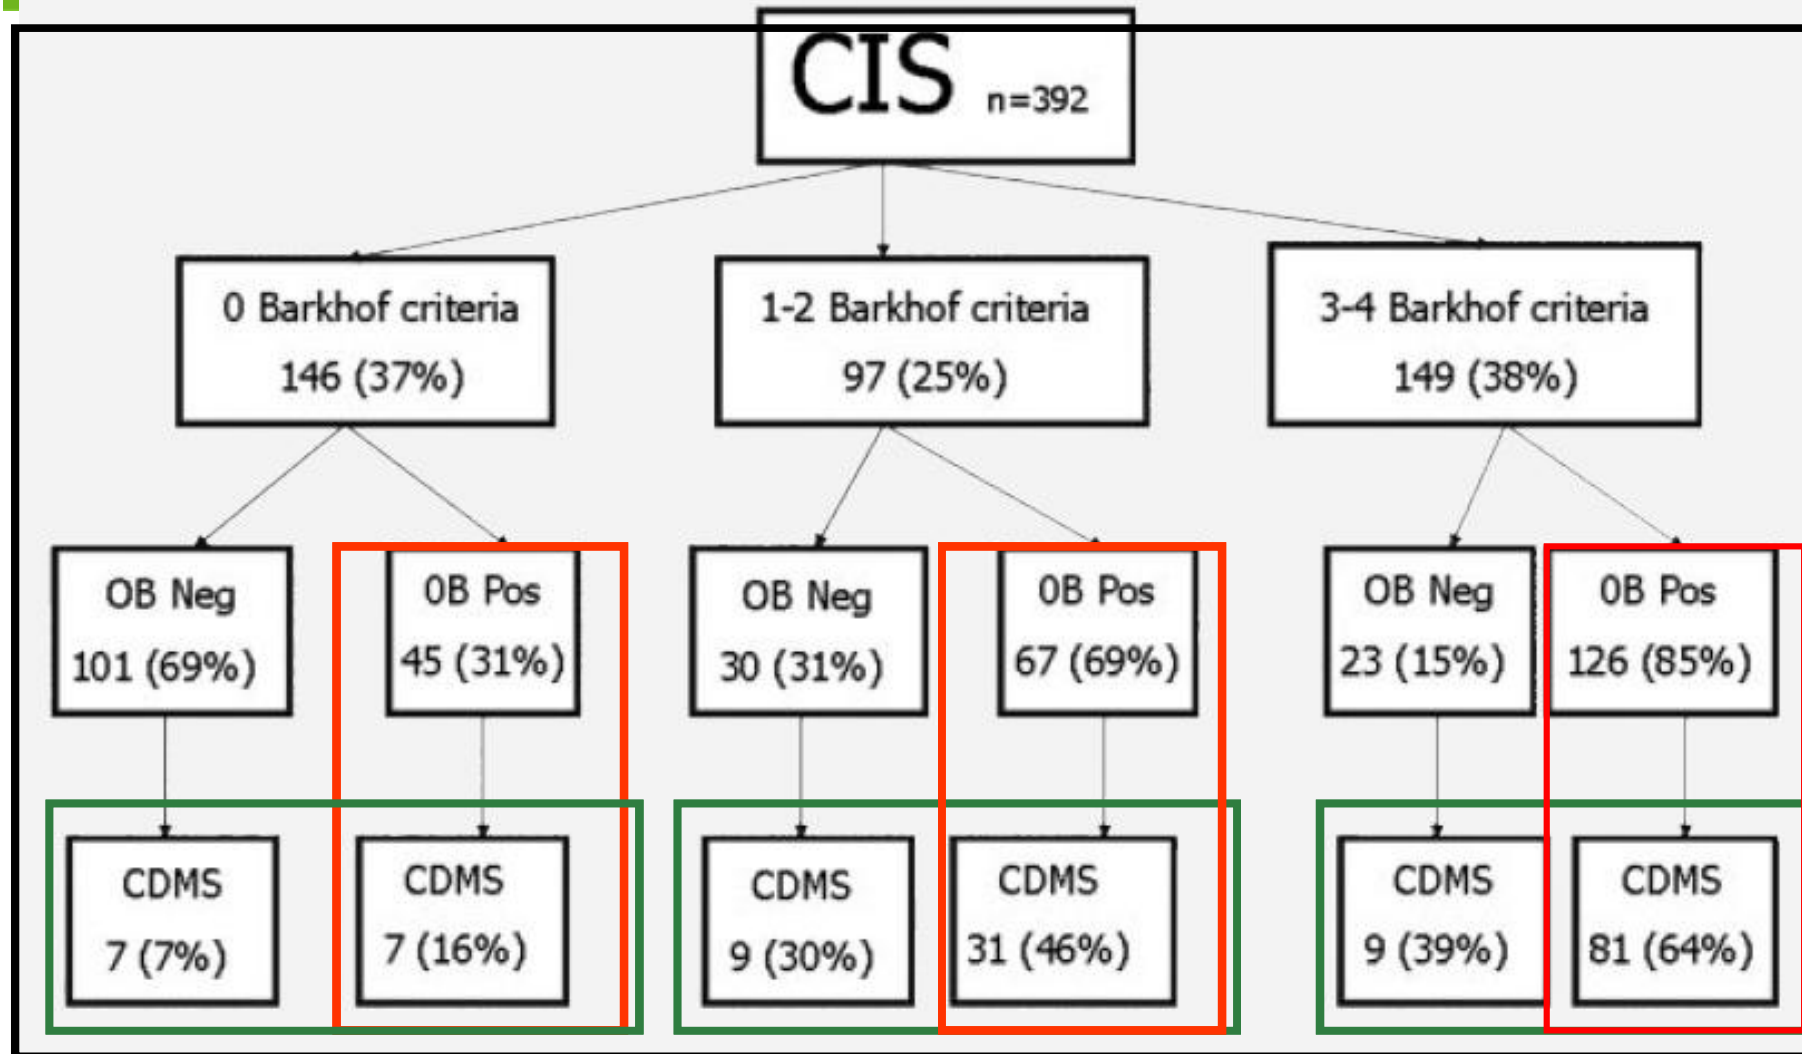 CIS n=392
0 Barkhof criteria
146 (37%)
1-2 Barkhof criteria
97 (25%)
3-4 Barkhof criteria
149 (38%)
OB Neg
101 (69%)
0B Pos
45 (31%)
OB Neg
30 (31%)
0B Pos
67 (69%)
OB Neg
23 (15%)
0B Pos
126 (85%)
CDMS
7 (7%)
CDMS
7 (16%)
CDMS
9 (30%)
CDMS
31 (46%)
CDMS
9 (39%)
CDMS
81 (64%)